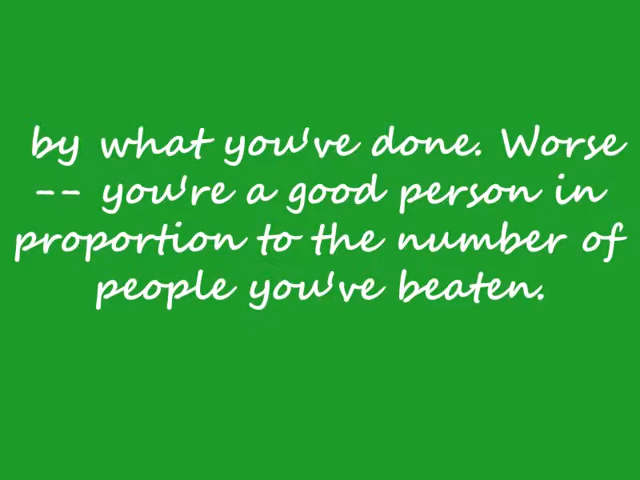 by what you've done. Worse
-- you're a good person in
proportion to the number of
people you've beaten.